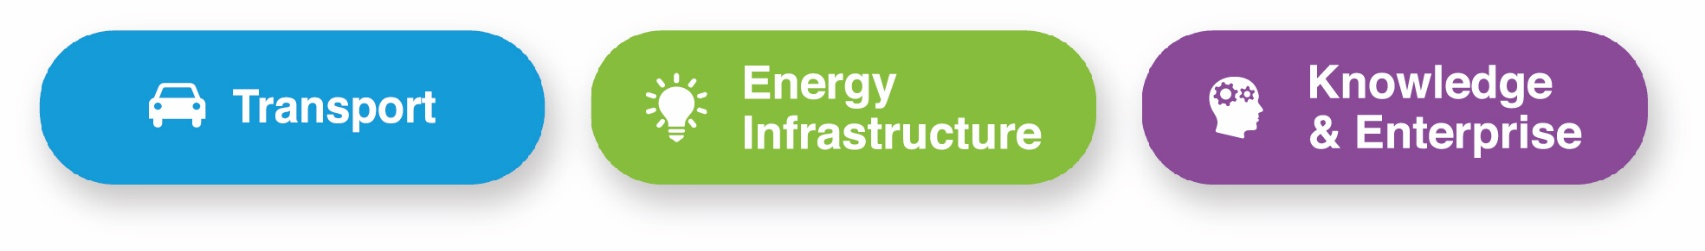 Transport
Energy
Infrastructure
Knowledge
& Enterprise